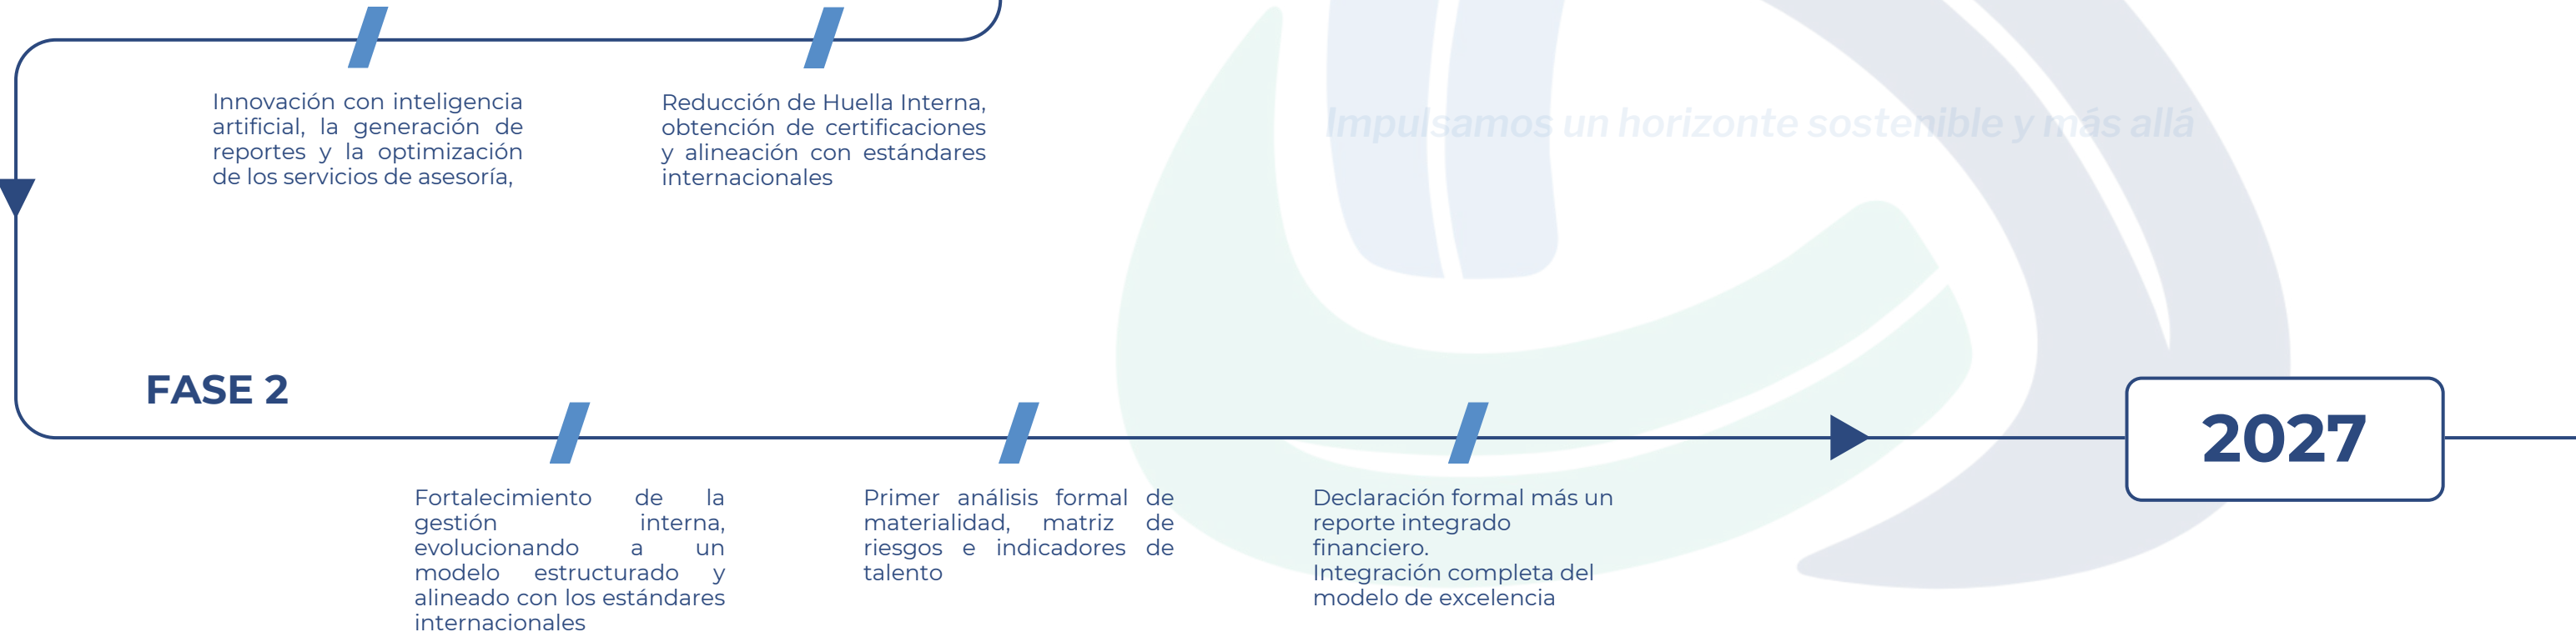 Innovación con inteligencia
artificial, la generación de
reportes y la optimización
de los servicios de asesoría,
Reducción de Huella Interna,
obtención de certificaciones
y alineación con estándares
internacionales
Impulsamos un horizonte sostenible y más allá
FASE 2
Fortalecimiento de la
gestión interna,
evolucionando a un
modelo estructurado y
alineado con los estándares
internacionales
Primer análisis formal de
materialidad, matriz de
riesgos e indicadores de
talento
Declaración formal más un
reporte integrado
financiero.
Integración completa del
modelo de excelencia
2027